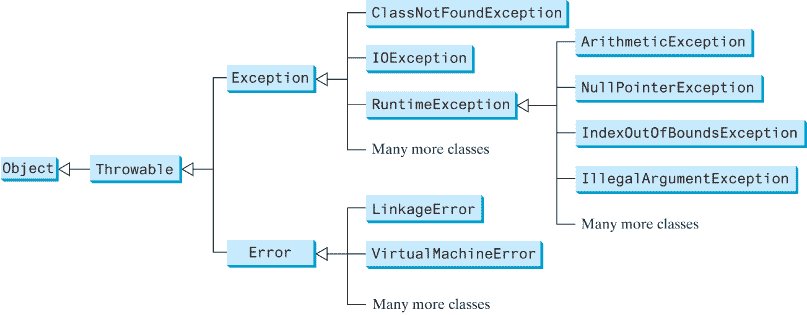 ClassNotFoundException
ArithmeticException
IOException
Exception
NullPointerException
RuntimeException
IndexOutOfBoundsException
Many more classes
Object
Throwable
IllegalArgumentException
LinkageError
Many more classes
Error
VirtualMachineError
Many more classes